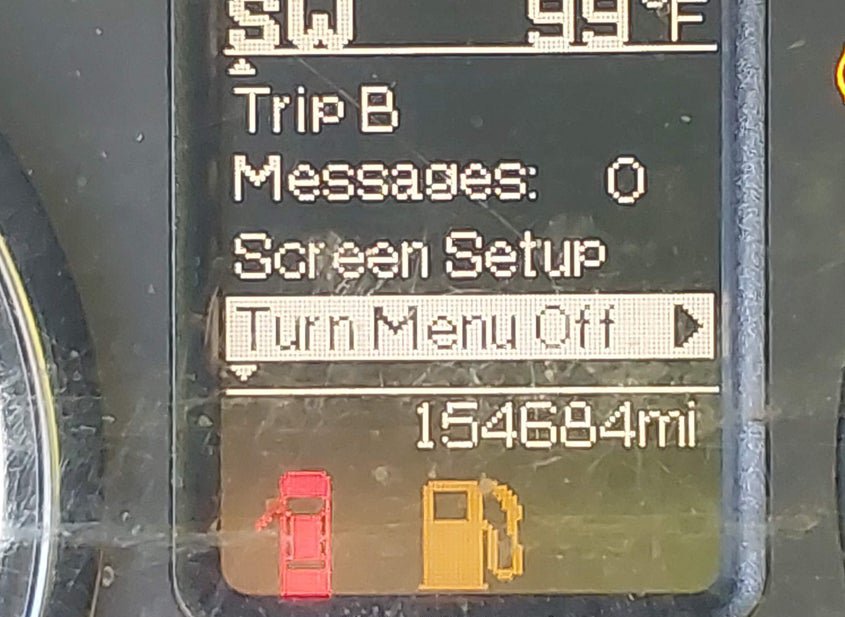 SW 99°F
Trip B
Messages: 0
Screen Setup
Turn Menu Off
154684mi